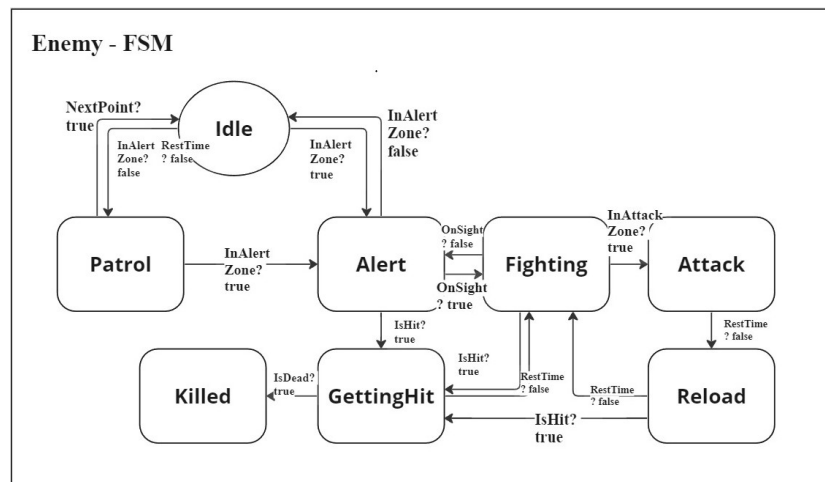 Enemy - FSM
NextPoint?
true
Idle
InAlert
Zone?
false
InAlert
Zone?
false
RestTime
? false
InAlert
Zone?
true
Patrol
InAlert
Zone?
true
Alert
OnSight
? false
OnSight
? true
Fighting
InAttack
Zone?
true
Attack
IsHit?
true
RestTime
? false
Killed
IsDead?
true
GettingHit
IsHit?
true
RestTime
? false
RestTime
? false
Reload
IsHit?
true